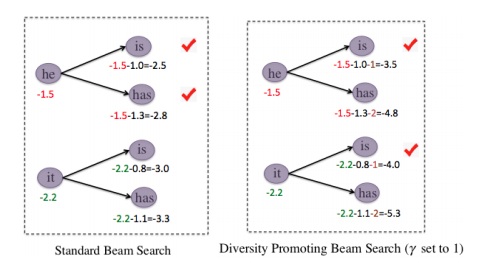 is
he
-1.5-1.0=-2.5
-1.5
has
-1.5-1.3=-2.8
is
it
-2.2-0.8=-3.0
-2.2
has
-2.2-1.1=-3.3
Standard Beam Search
is
he
-1.5-1.0-1=-3.5
-1.5
has
-1.5-1.3-2=-4.8
is
it
-2.2-0.8-1=-4.0
-2.2
has
-2.2-1.1-2=-5.3
Diversity Promoting Beam Search (γ set to 1)